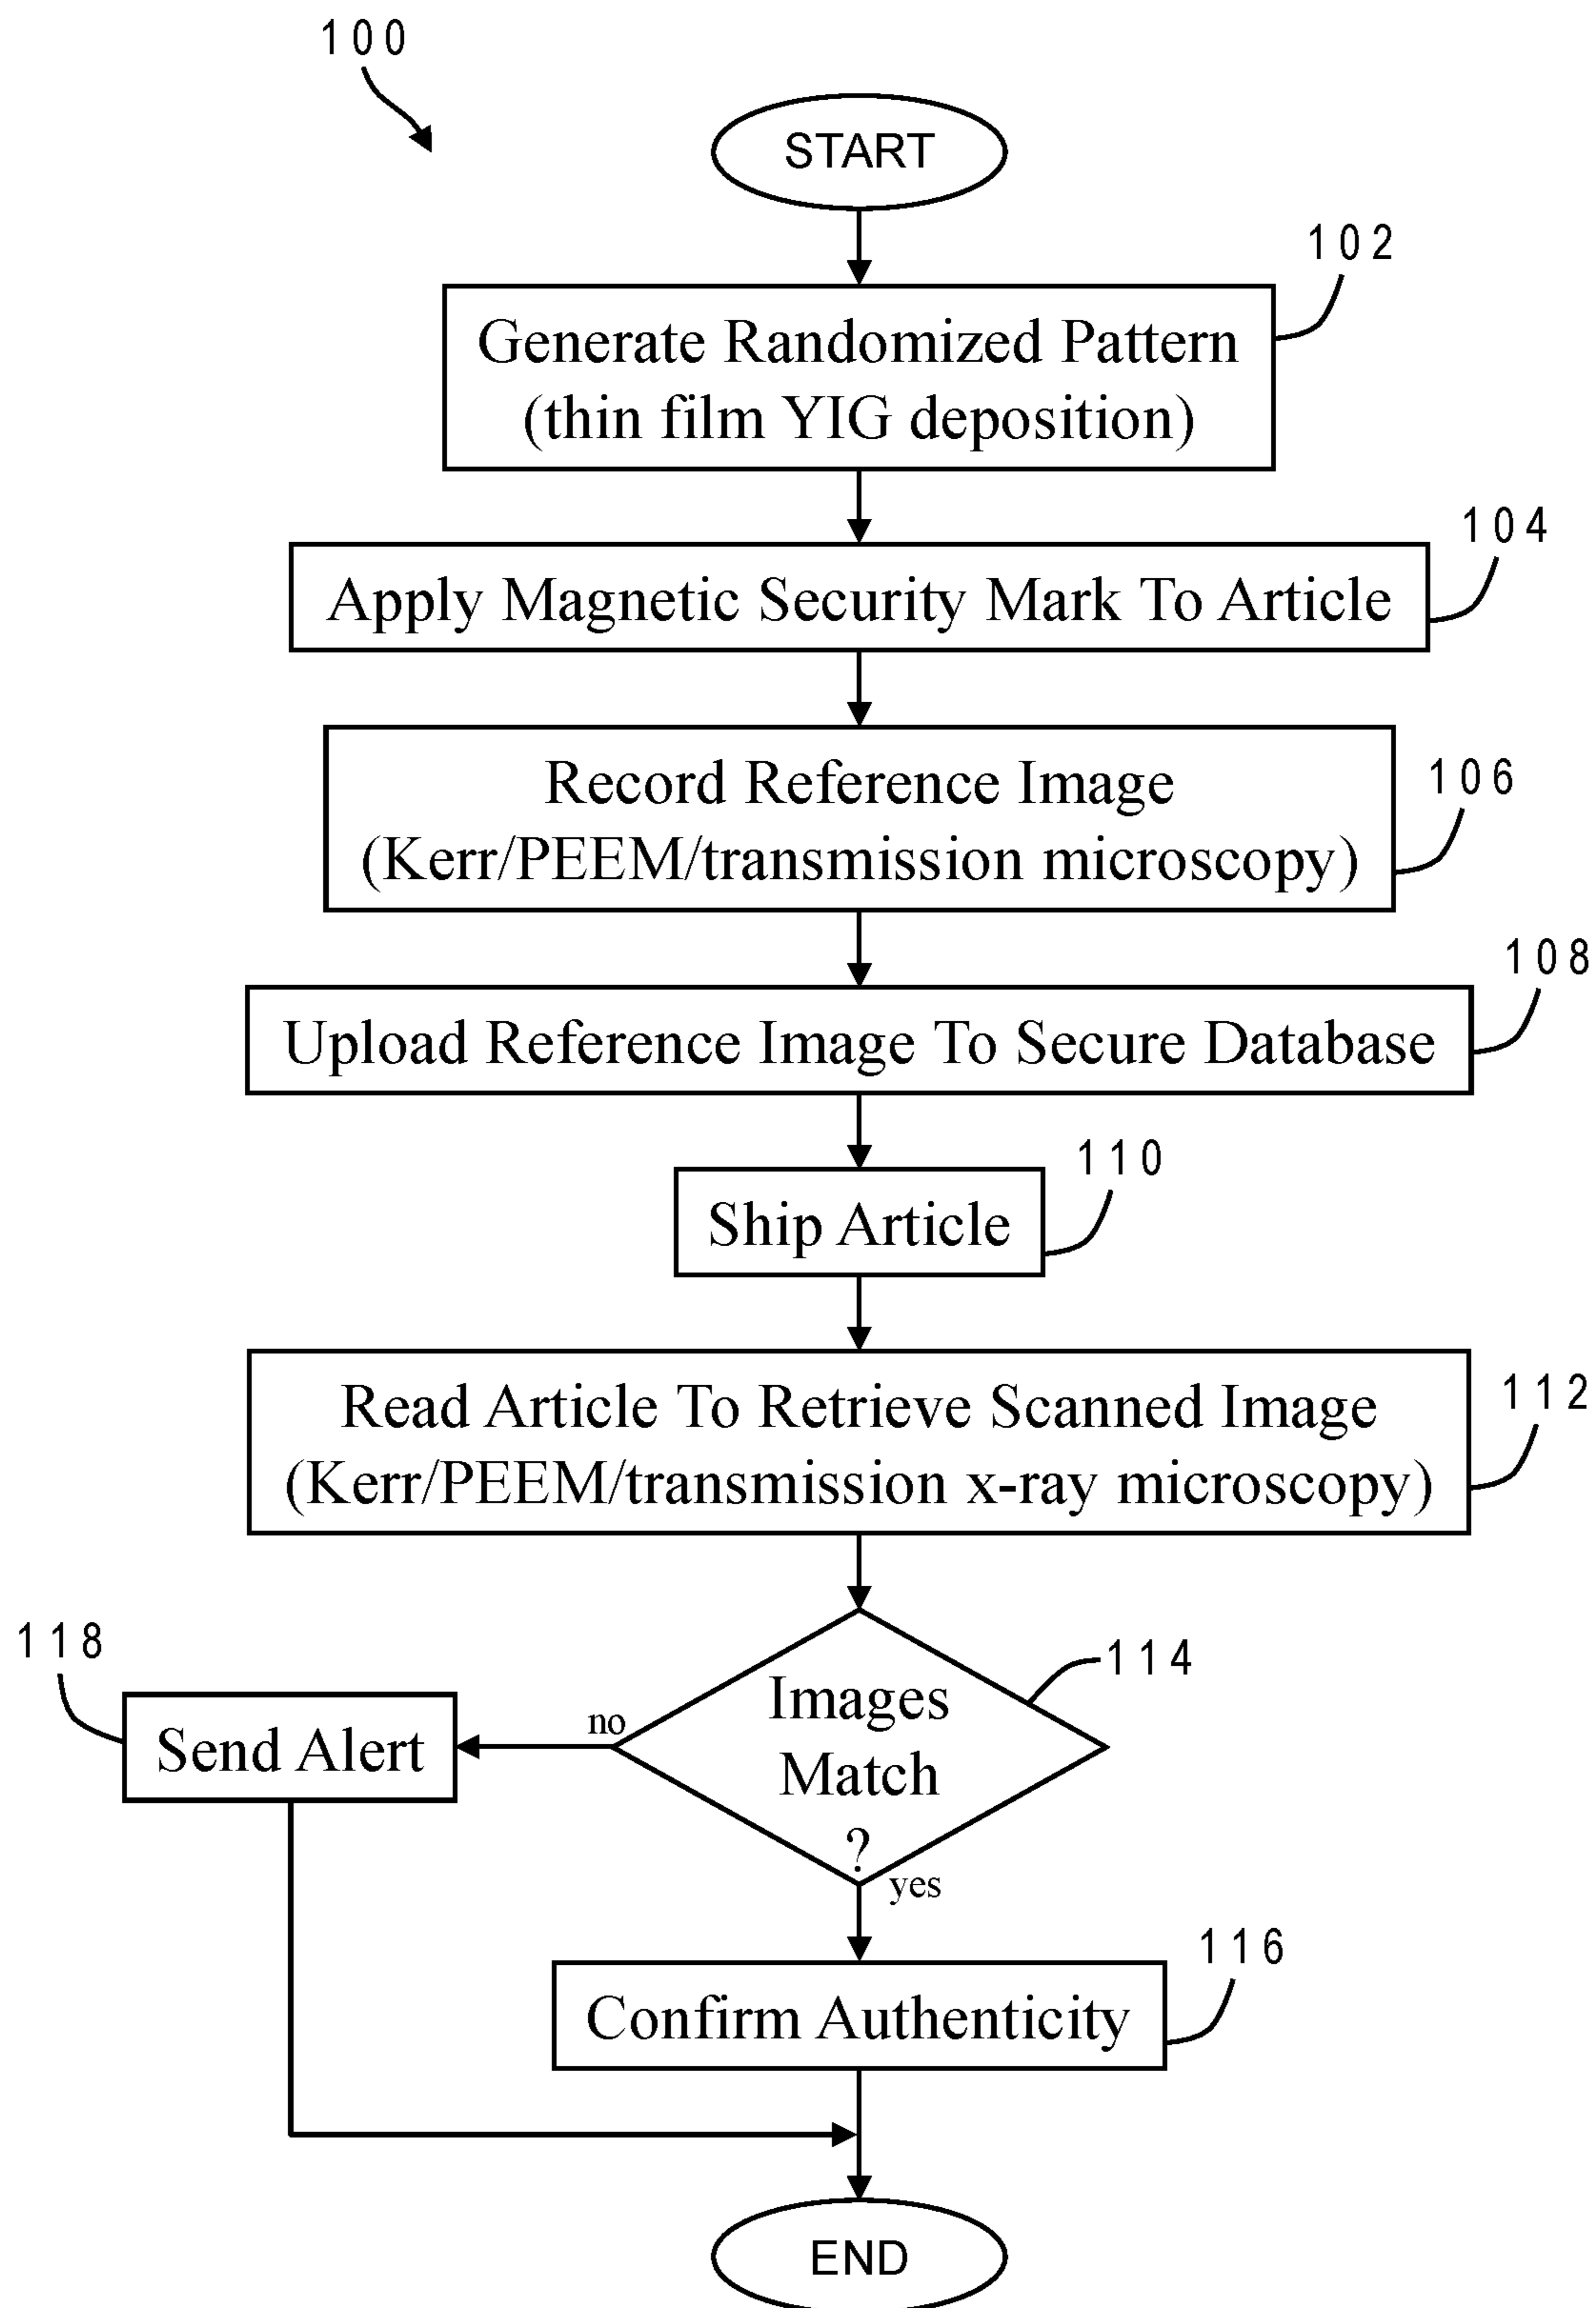 100
START
102
Generate Randomized Pattern
(thin film YIG deposition)
104
Apply Magnetic Security Mark To Article
106
Record Reference Image
(Kerr/PEEM/transmission microscopy)
108
Upload Reference Image To Secure Database
110
Ship Article
112
Read Article To Retrieve Scanned Image
(Kerr/PEEM/transmission x-ray microscopy)
118
114
Send Alert
no
Images
Match
?
yes
116
Confirm Authenticity
END